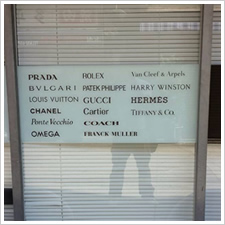 PRADA ROLEX Van Cleef & Arpels
BVLGARI PATEK PHILIPPE HARRY WINSTON
LOUIS VUITTON GUCCI HERMES
CHANEL Cartier TIFFANY & CO.
Ponte Vecchio COACH
OMEGA FRANCK MULLER